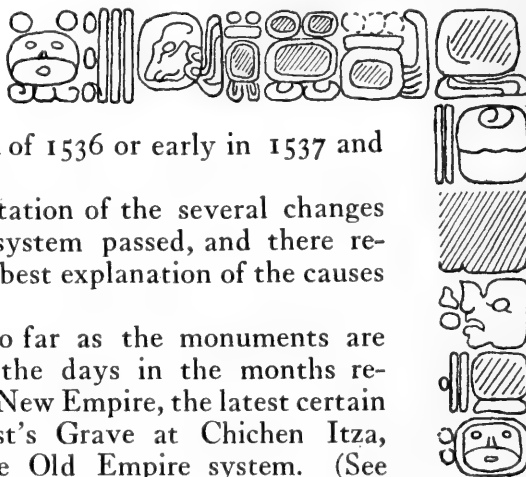 of 1536 or early in 1537 and
tation of the several changes
system passed, and there re-
best explanation of the causes
o far as the monuments are
the days in the months re-
New Empire, the latest certain
st's Grave at Chichen Itza,
e Old Empire system. (See